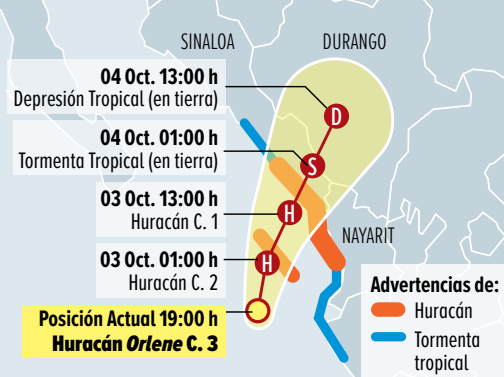 SINALOA
DURANGO
04 Oct. 13:00 h
Depresión Tropical (en tierra)
D
04 Oct. 01:00 h
Tormenta Tropical (en tierra)
S
03 Oct. 13:00 h
Huracán C. 1
H
NAYARIT
03 Oct. 01:00 h
Huracán C. 2
H
Posición Actual 19:00 h
Huracán Orlene C. 3
Advertencias de:
Huracán
Tormenta
tropical